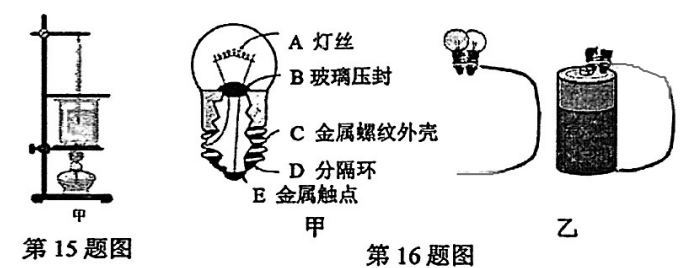 A 灯丝
B 玻璃压封
C 金属螺纹外壳
D 分隔环
E 金属触点
甲
甲
乙
第15题图
第16题图